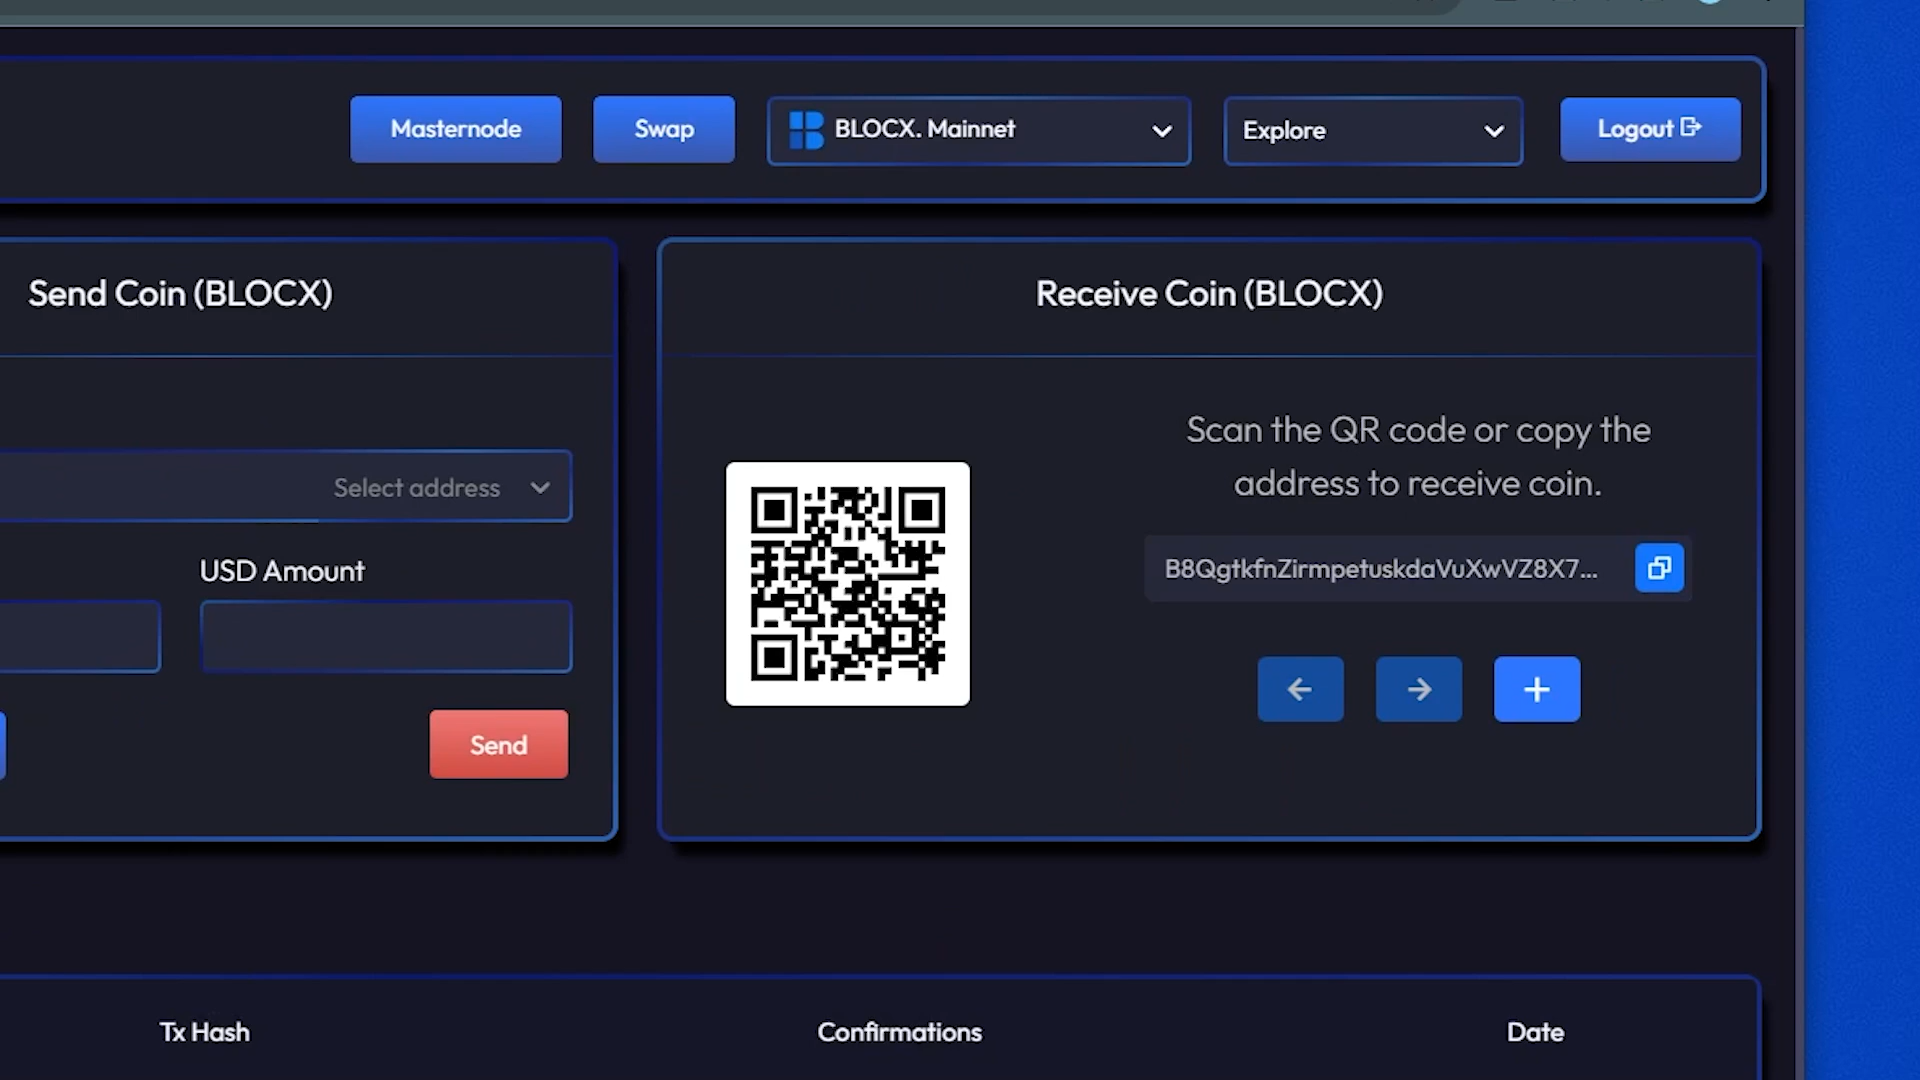 Masternode
Swap
BLOCX. Mainnet
Explore
Logout
Send Coin (BLOCX)
Select address
USD Amount
Send
Receive Coin (BLOCX)
Scan the QR code or copy the
address to receive coin.
B8QgtkfnZirmpetuskdaVuXwVZ8X7...
Tx Hash
Confirmations
Date